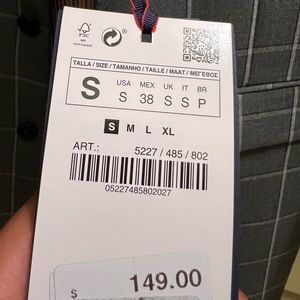 FSC
TALLA / SIZE / TAMANHO / TAILLE / MAAT / ΜΕΓΕΘΟΣ
S
USA MEX UK IT BR
S 38 S S P
S M L XL
ART.: 5227 / 485 / 802
05227485802027
$ 149.00